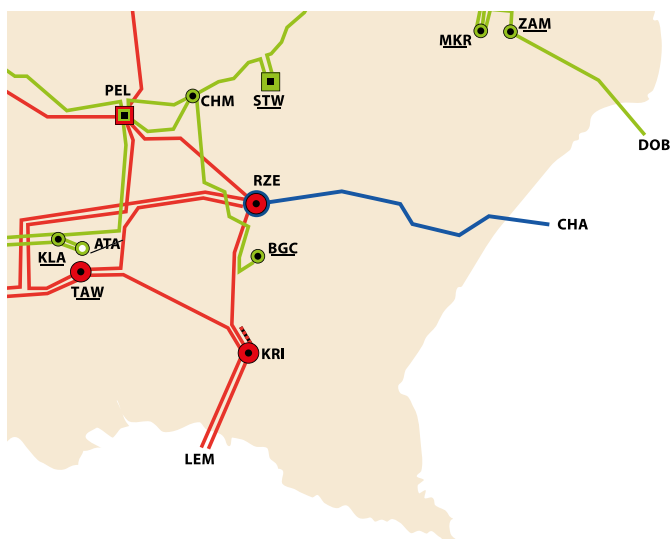 ZAM
MKR
PEL
CHM
STW
DOB
RZE
CHA
ATA
KLA
BGC
TAW
KRI
LEM